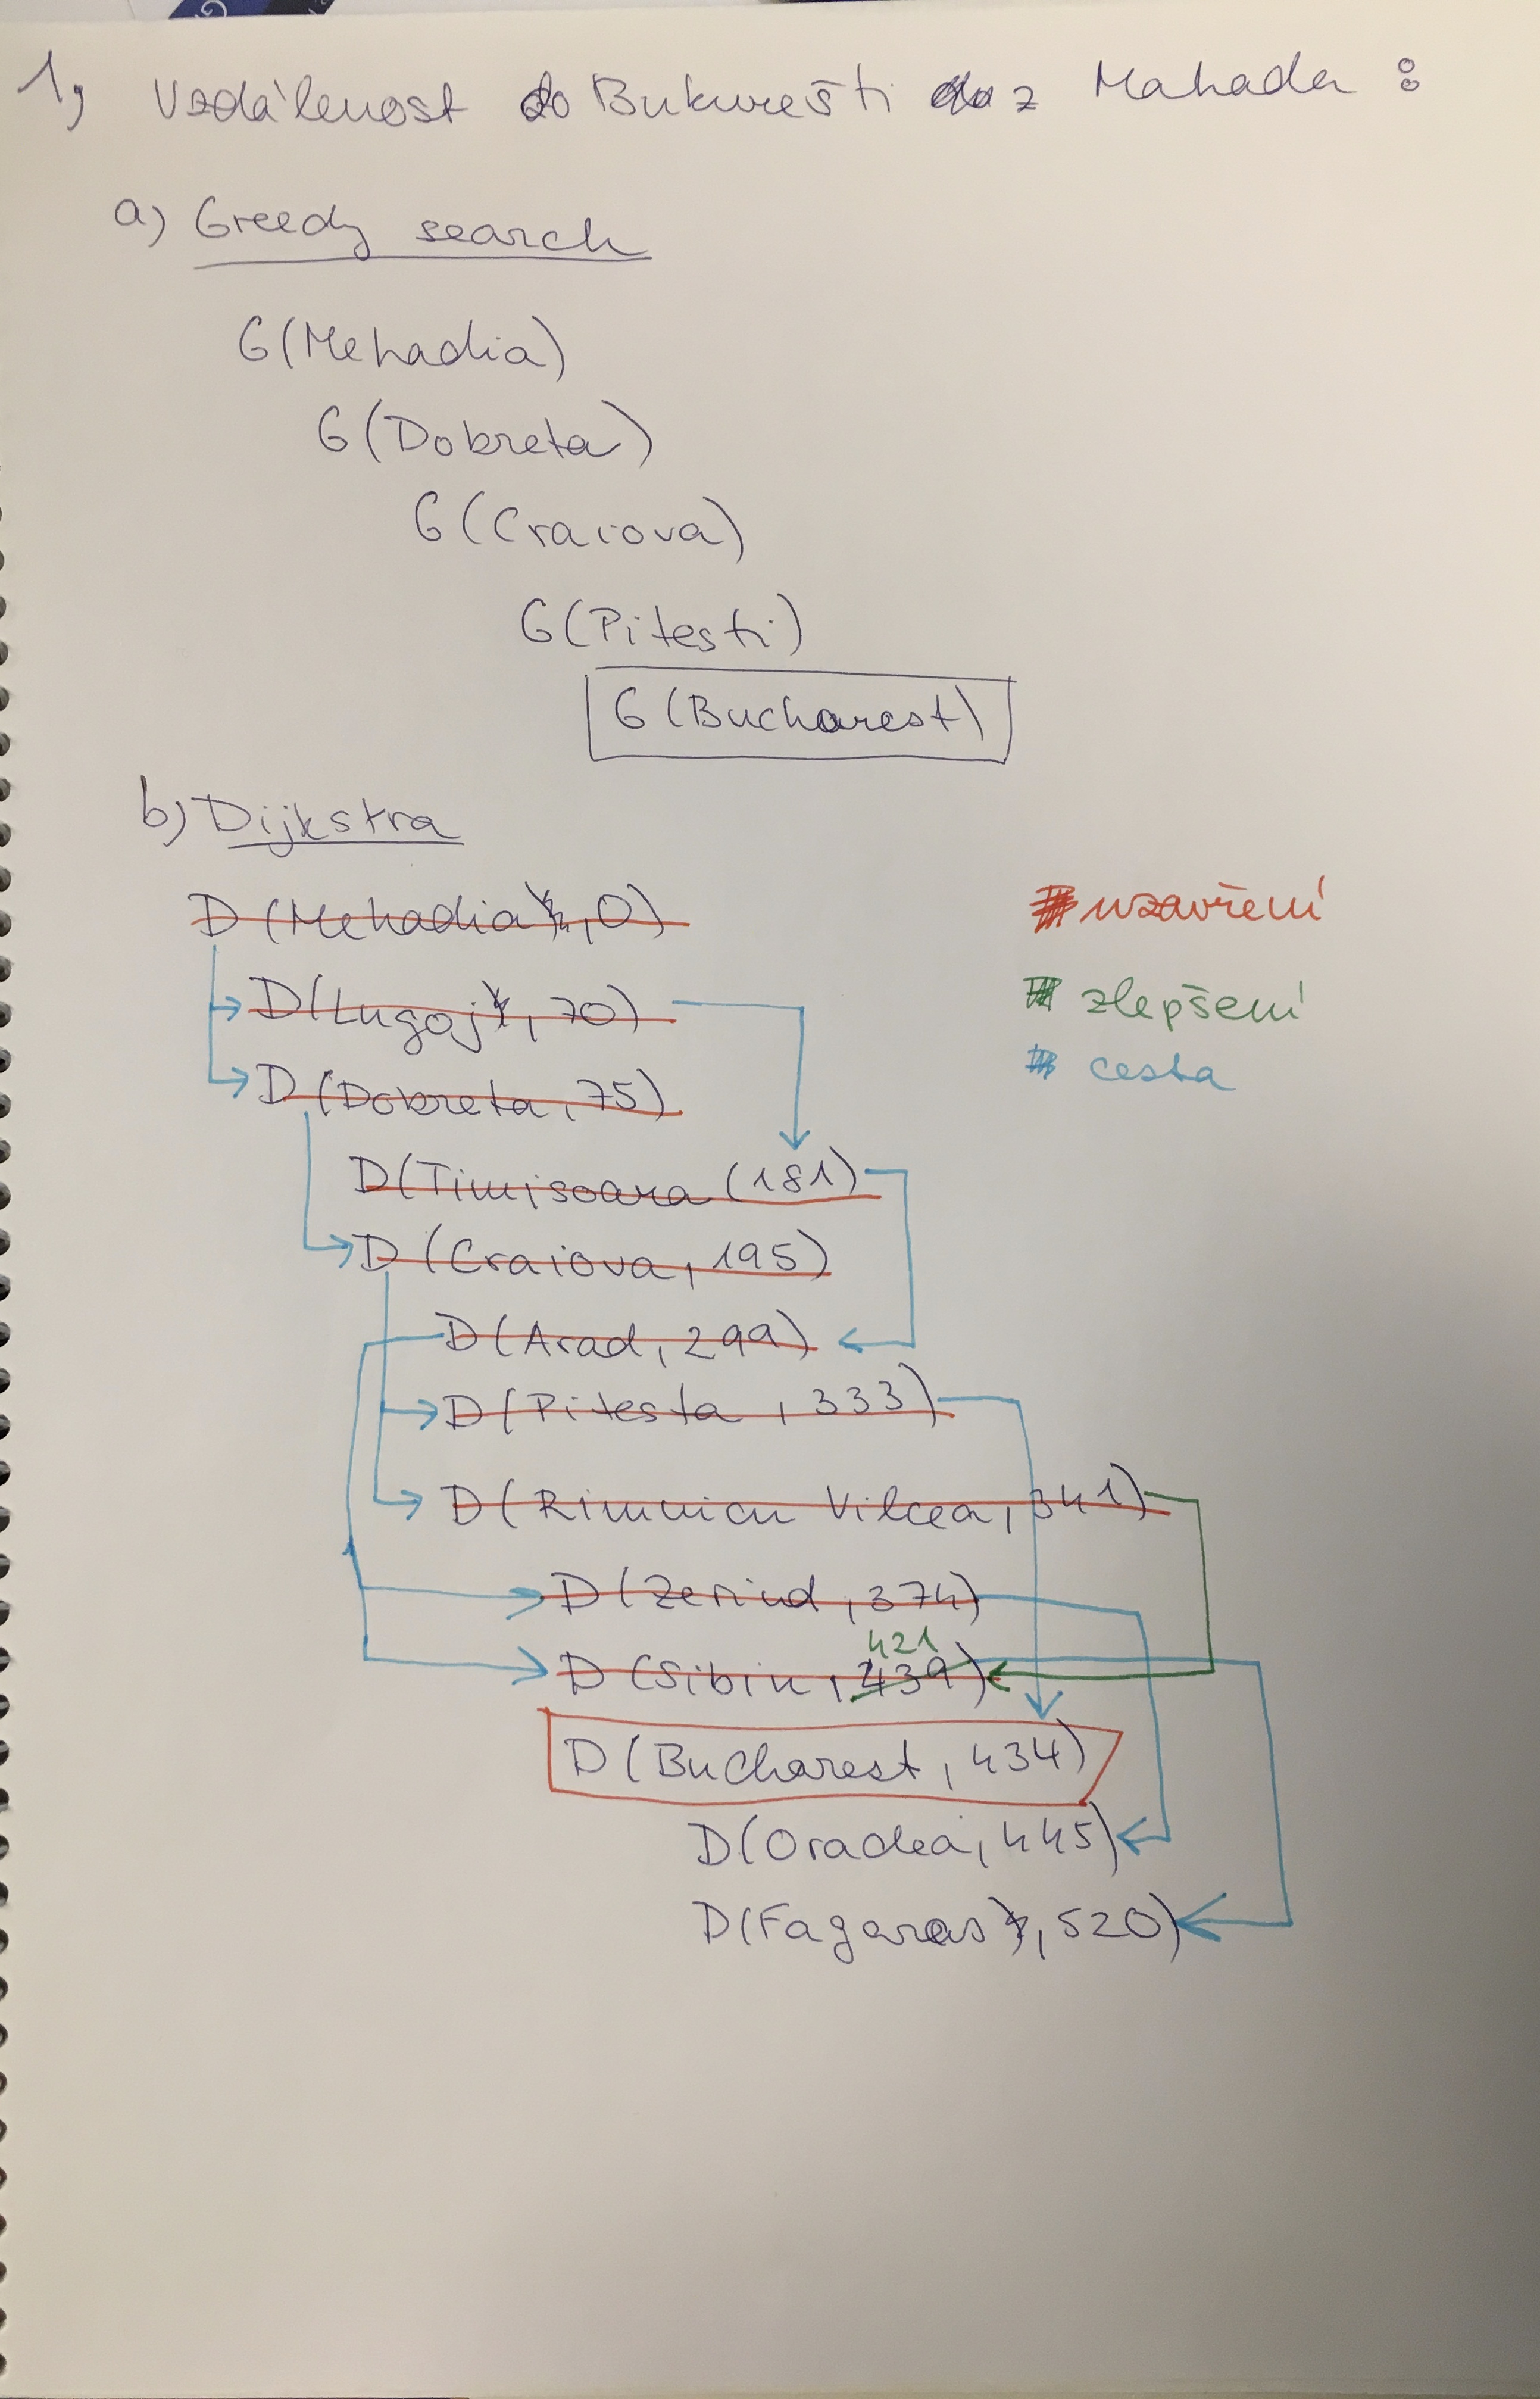 1, Vzdálenost do Bukurešti z Mahada :
a) Greedy search
G(Mehadia)
G(Dobreta)
G(Craiova)
G(Pitesti)
G(Bucharest)
b) Dijkstra
D(Mehadia, 0)
uzavření
D(Lugoj, 70)
zlepšení
D(Dobreta, 75)
cesta
D(Timisoara (181)
D(Craiova, 195)
D(Arad, 299)
D(Pitesta, 333)
D(Rimnicu Vilcea, 341)
D(Zerind, 374)
421
D(Sibiu, 439)
D(Bucharest, 434)
D(Oradea, 445)
D(Fagaras, 520)